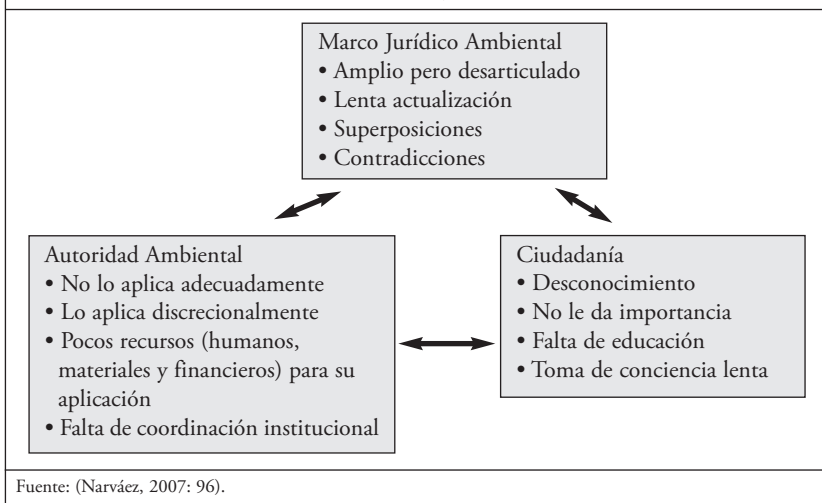 Marco Jurídico Ambiental
• Amplio pero desarticulado
• Lenta actualización
• Superposiciones
• Contradicciones
Autoridad Ambiental
• No lo aplica adecuadamente
• Lo aplica discrecionalmente
• Pocos recursos (humanos,
materiales y financieros) para su
aplicación
• Falta de coordinación institucional
Ciudadanía
• Desconocimiento
• No le da importancia
• Falta de educación
• Toma de conciencia lenta
Fuente: (Narváez, 2007: 96).